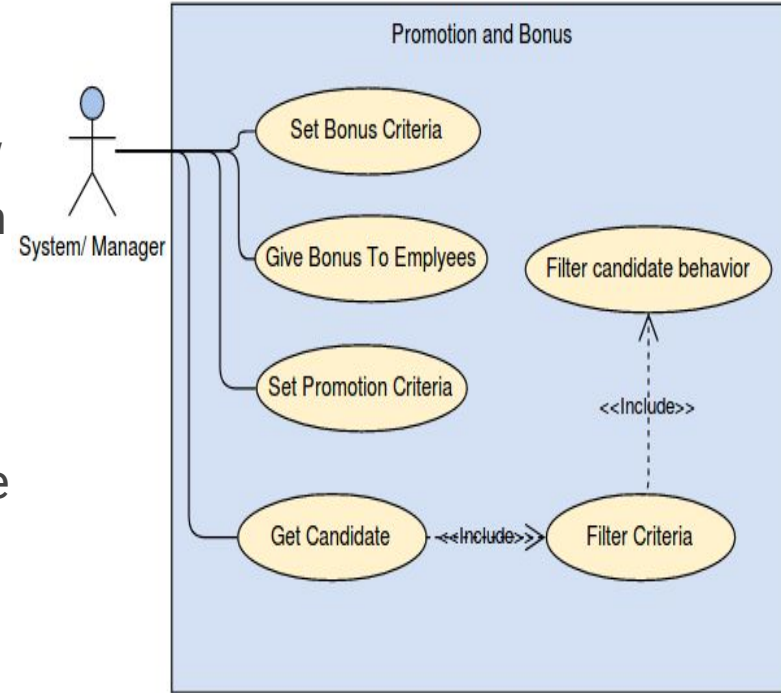 Promotion and Bonus
Set Bonus Criteria
System/ Manager
Give Bonus To Emplyees
Filter candidate behavior
Set Promotion Criteria
<<Include>>
Get Candidate
<<Include>>
Filter Criteria